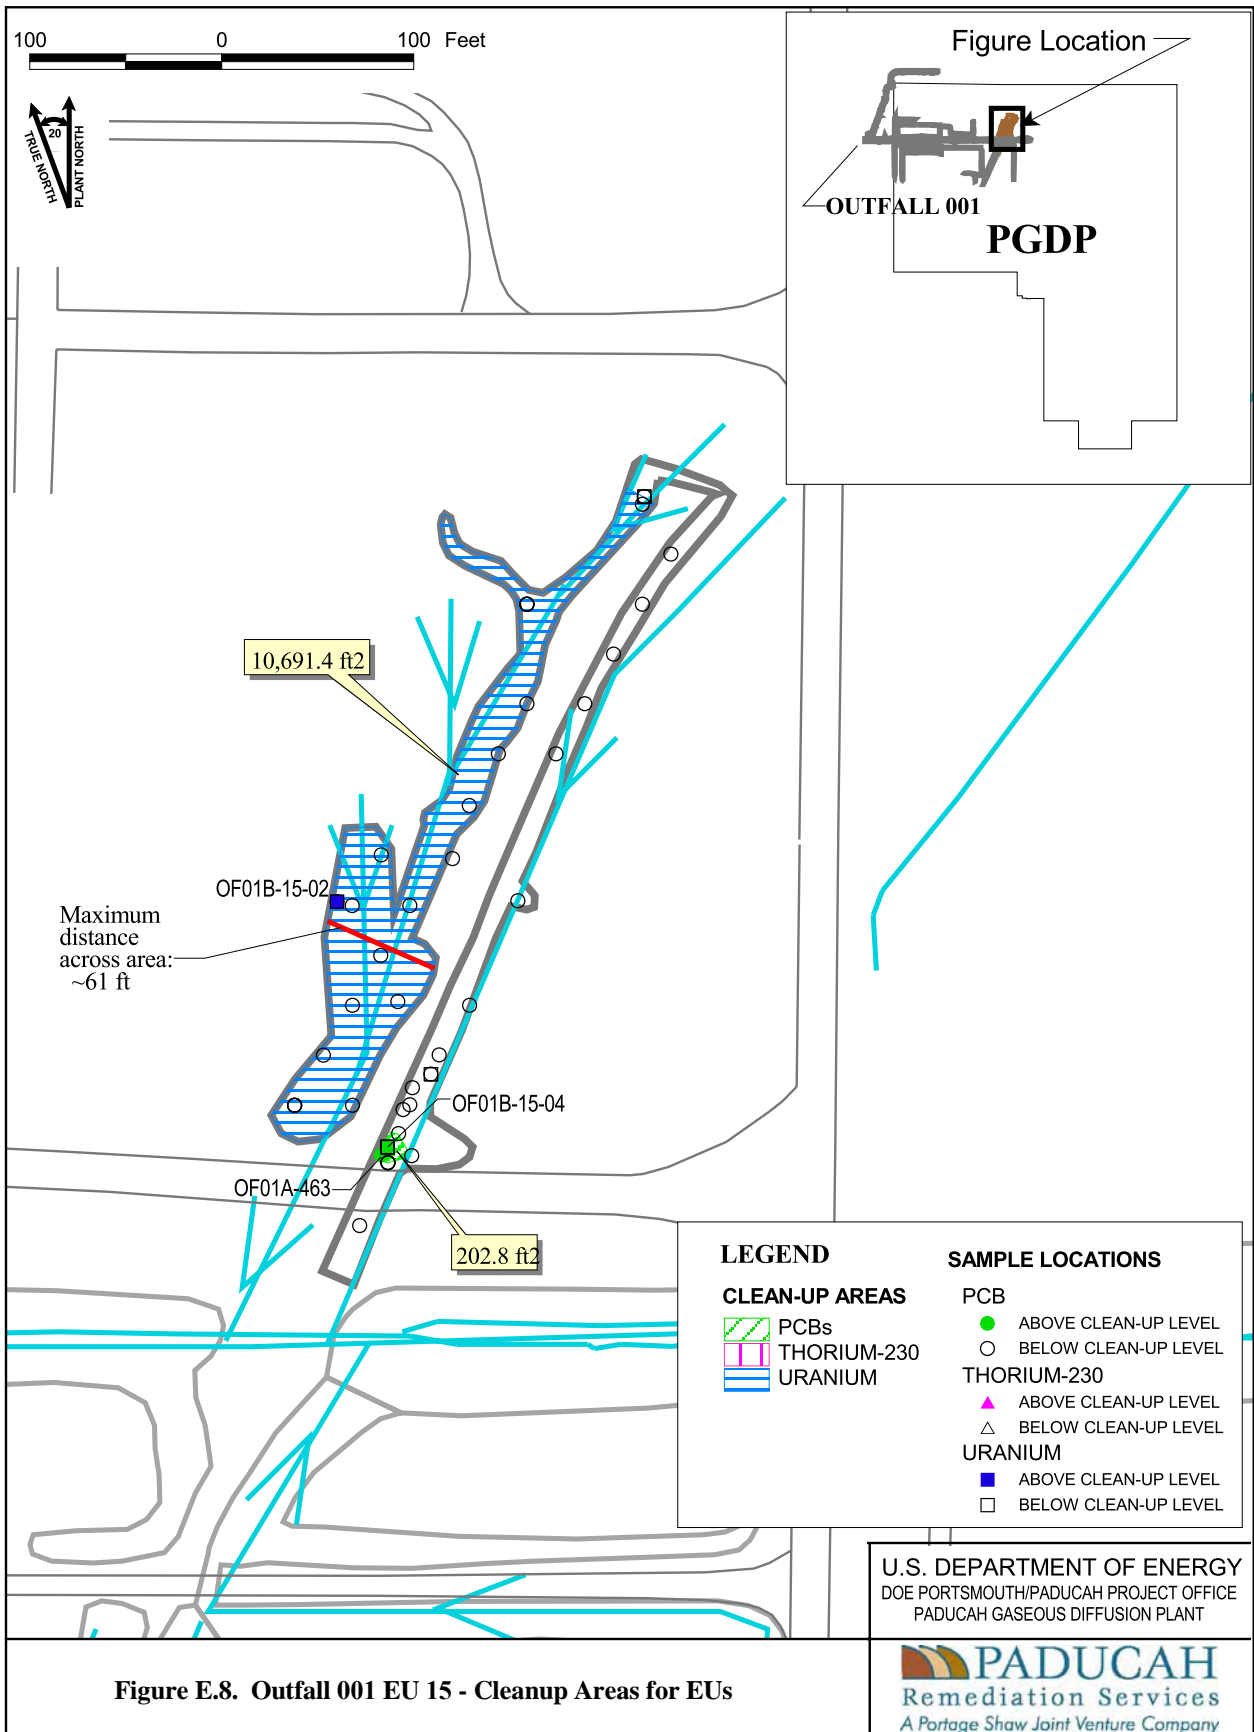 100 0 100 Feet
20
TRUE NORTH
PLANT NORTH
Figure Location
OUTFALL 001
PGDP
10,691.4 ft2
OF01B-15-02
Maximum
distance
across area:
~61 ft
OF01B-15-04
OF01A-463
202.8 ft2
LEGEND
CLEAN-UP AREAS
PCBs
THORIUM-230
URANIUM
SAMPLE LOCATIONS
PCB
ABOVE CLEAN-UP LEVEL
BELOW CLEAN-UP LEVEL
THORIUM-230
ABOVE CLEAN-UP LEVEL
BELOW CLEAN-UP LEVEL
URANIUM
ABOVE CLEAN-UP LEVEL
BELOW CLEAN-UP LEVEL
U.S. DEPARTMENT OF ENERGY
DOE PORTSMOUTH/PADUCAH PROJECT OFFICE
PADUCAH GASEOUS DIFFUSION PLANT
Figure E.8. Outfall 001 EU 15 - Cleanup Areas for EUs
PADUCAH
Remediation Services
A Portage Shaw Joint Venture Company